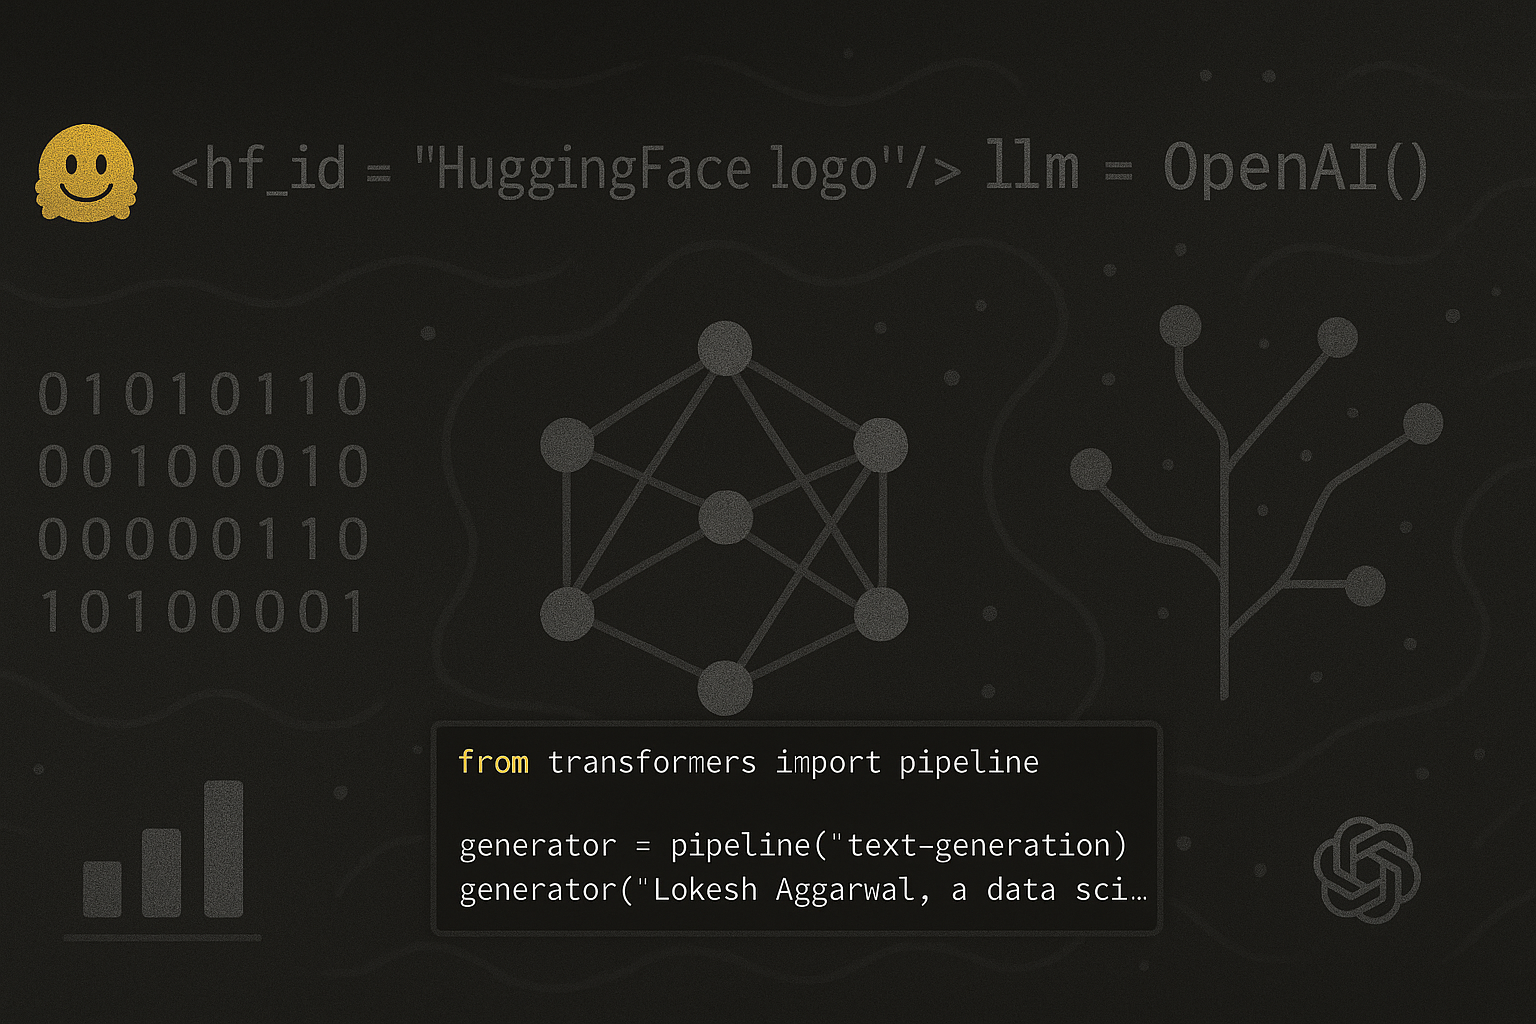 <hf_id = "HuggingFace logo"/> llm = OpenAI()
01010110
00100010
00000110
10100001
from transformers import pipeline
generator = pipeline("text-generation)
generator("Lokesh Aggarwal, a data sci…